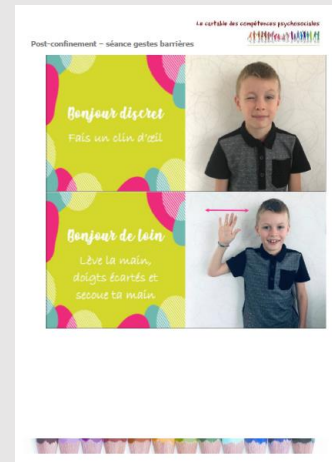 Le cartable des compétences psychosociales
Post-confinement – séance gestes barrières
Bonjour discret
Fais un clin d'œil
Bonjour de loin
Lève la main,
doigts écartés et
secoue ta main